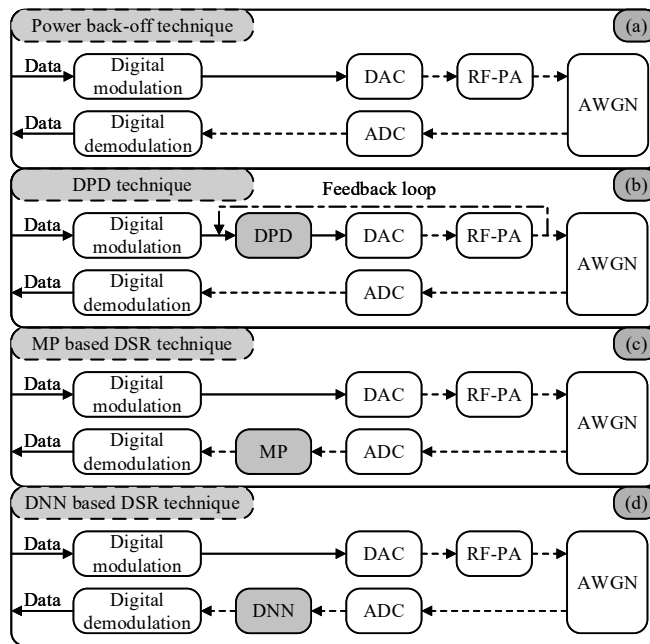 Power back-off technique (a)
Data Digital modulation DAC RF-PA
AWGN
Data Digital demodulation ADC
DPD technique (b)
Feedback loop
Data Digital modulation DPD DAC RF-PA
AWGN
Data Digital demodulation ADC
MP based DSR technique (c)
Data Digital modulation DAC RF-PA
AWGN
Data Digital demodulation MP ADC
DNN based DSR technique (d)
Data Digital modulation DAC RF-PA
AWGN
Data Digital demodulation DNN ADC